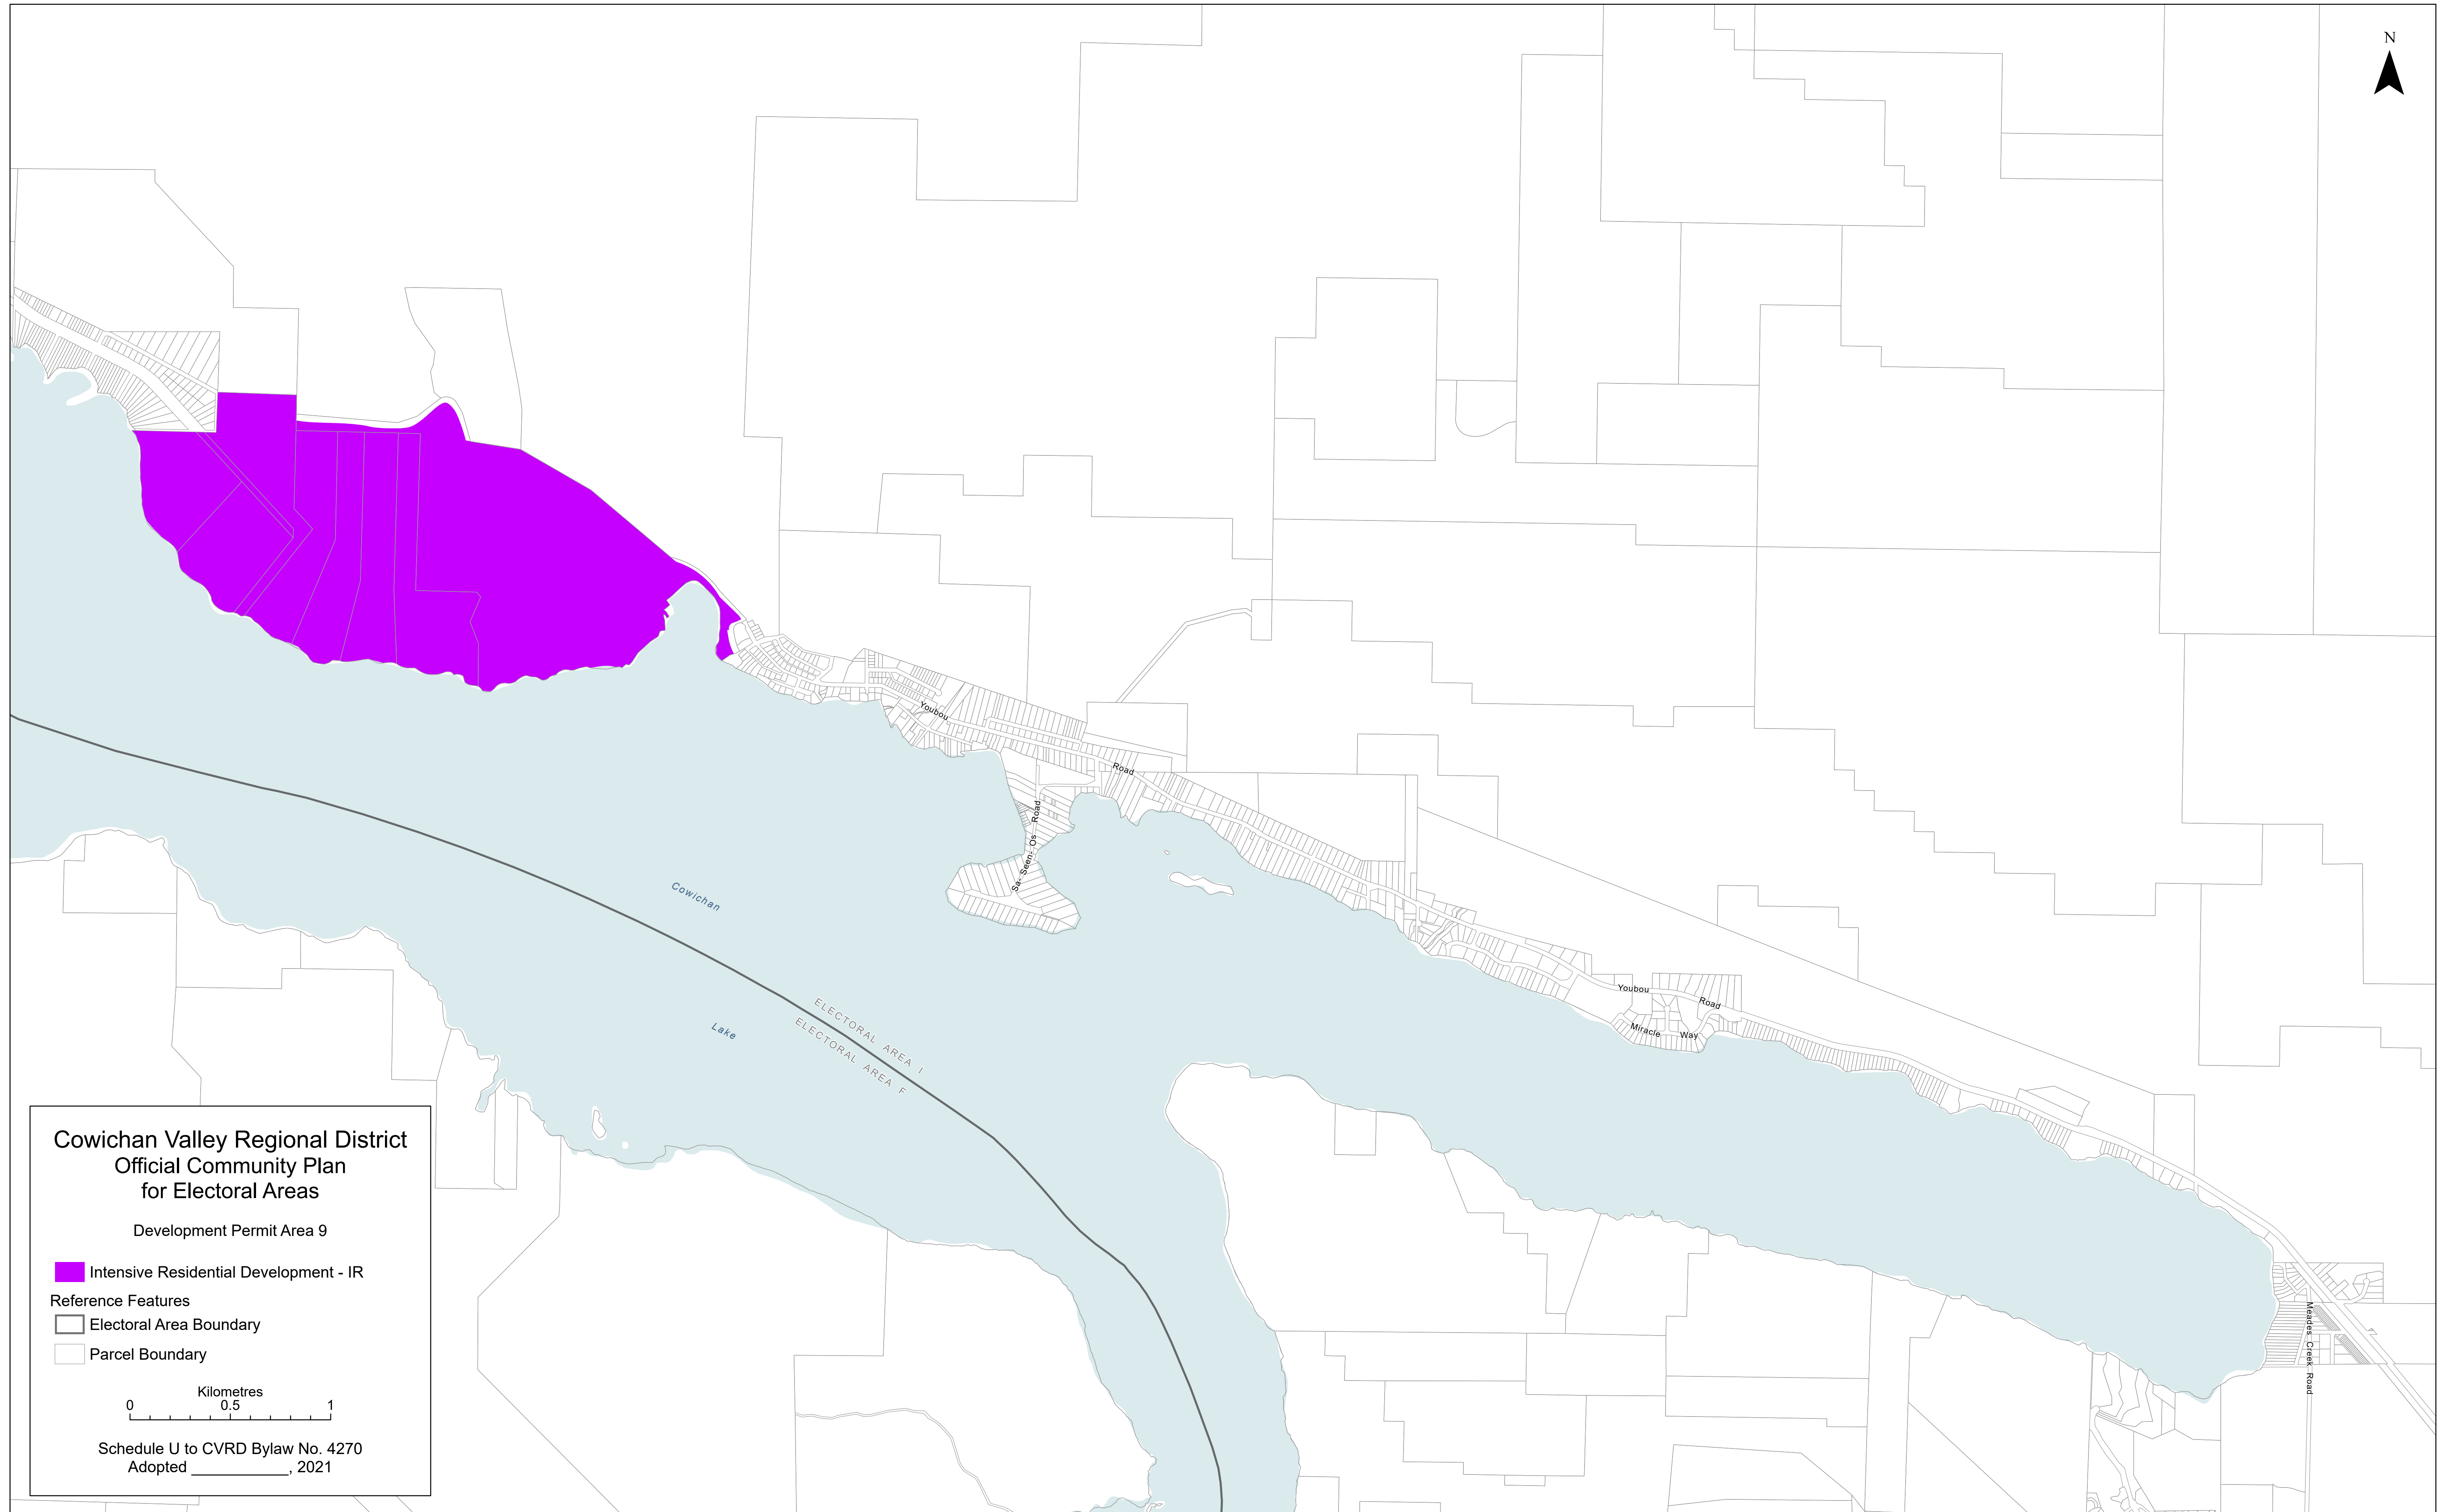 N
Youbou
Road
Sa- Seen- Os Road
Cowichan
Lake
ELECTORAL AREA I
ELECTORAL AREA F
Youbou
Road
Miracle Way
Meades Creek Road
Cowichan Valley Regional District
Official Community Plan
for Electoral Areas
Development Permit Area 9
Intensive Residential Development - IR
Reference Features
Electoral Area Boundary
Parcel Boundary
Kilometres
0 0.5 1
Schedule U to CVRD Bylaw No. 4270
Adopted ___________, 2021